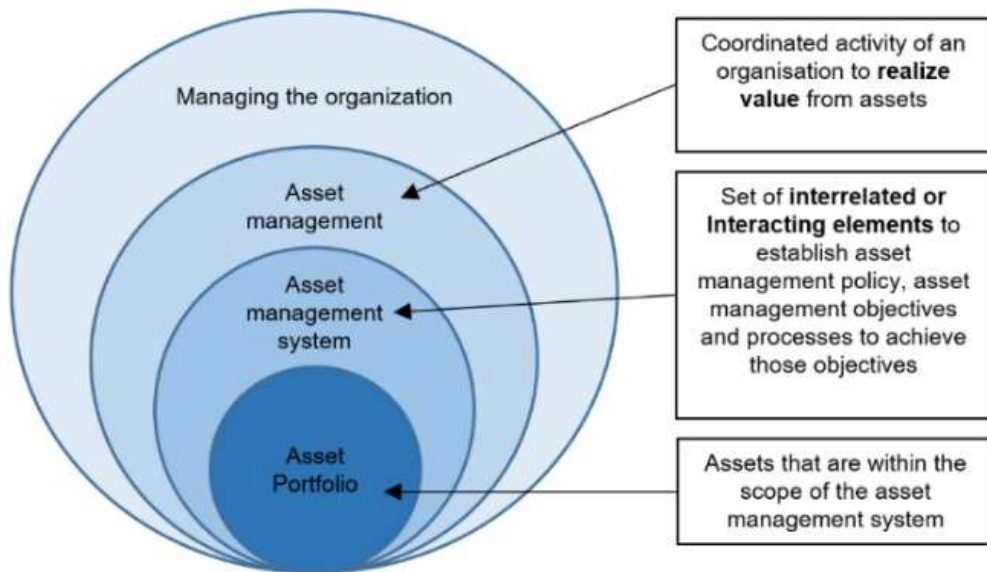 Managing the organization
Asset
management
Asset
management
system
Asset
Portfolio
Coordinated activity of an
organisation to realize
value from assets
Set of interrelated or
Interacting elements to
establish asset
management policy, asset
management objectives
and processes to achieve
those objectives
Assets that are within the
scope of the asset
management system